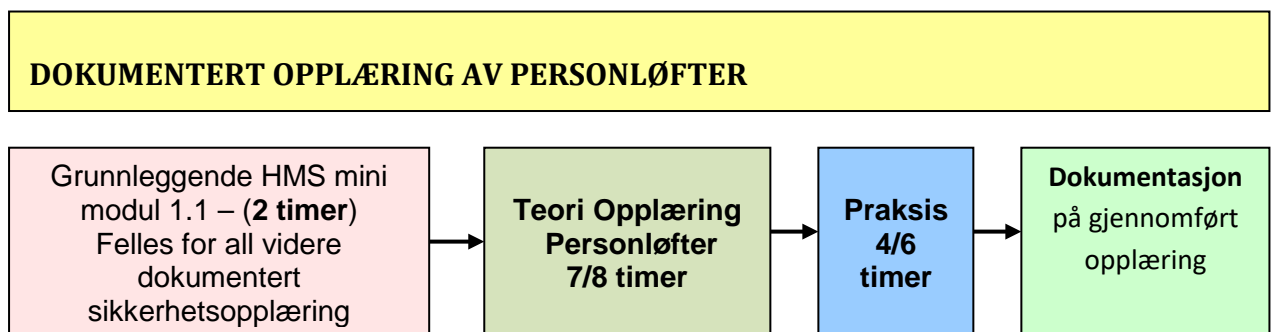 DOKUMENTERT OPPLÆRING AV PERSONLØFTER
Grunnleggende HMS mini
modul 1.1 – (2 timer)
Felles for all videre
dokumentert
sikkerhetsopplæring
Teori Opplæring
Personløfter
7/8 timer
Praksis
4/6
timer
Dokumentasjon
på gjennomført
opplæring